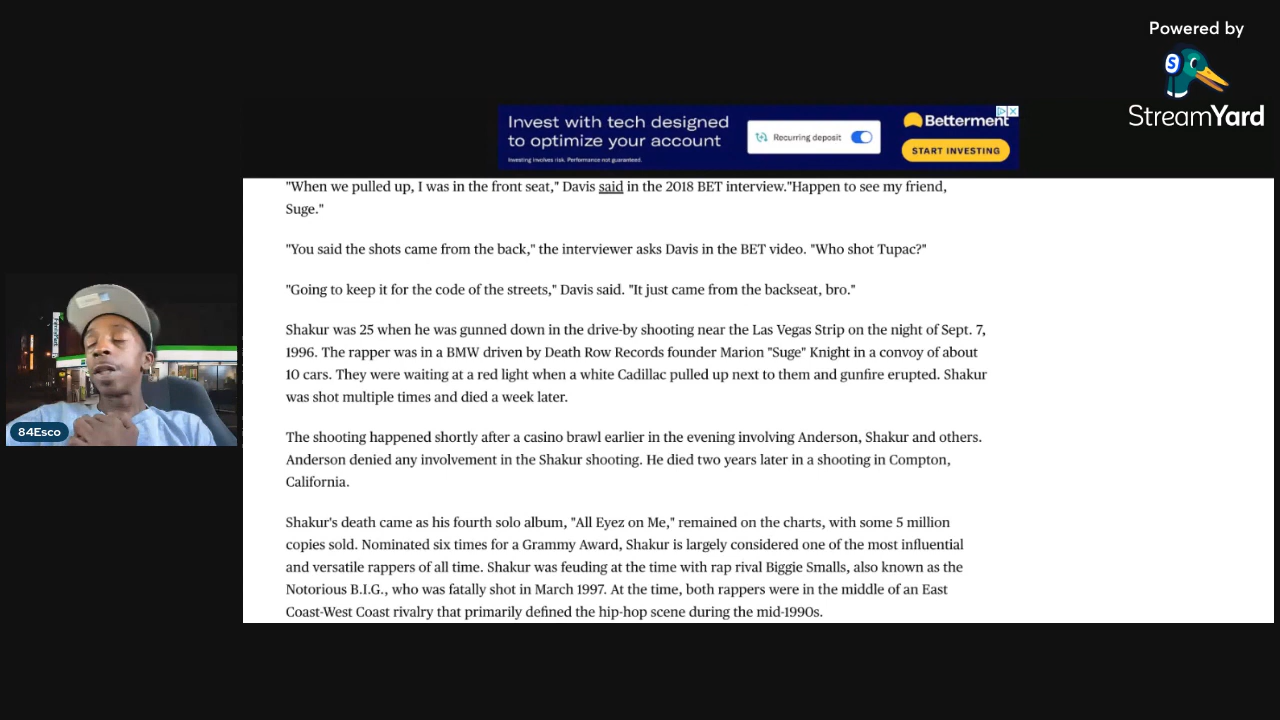 Powered by
S
StreamYard
Invest with tech designed
to optimize your account
Investing involves risk. Performance not guaranteed.
Recurring deposit
Betterment
START INVESTING
"When we pulled up, I was in the front seat," Davis said in the 2018 BET interview."Happen to see my friend,
Suge."
"You said the shots came from the back," the interviewer asks Davis in the BET video. "Who shot Tupac?"
"Going to keep it for the code of the streets," Davis said. "It just came from the backseat, bro."
Shakur was 25 when he was gunned down in the drive-by shooting near the Las Vegas Strip on the night of Sept. 7,
1996. The rapper was in a BMW driven by Death Row Records founder Marion "Suge" Knight in a convoy of about
10 cars. They were waiting at a red light when a white Cadillac pulled up next to them and gunfire erupted. Shakur
was shot multiple times and died a week later.
The shooting happened shortly after a casino brawl earlier in the evening involving Anderson, Shakur and others.
Anderson denied any involvement in the Shakur shooting. He died two years later in a shooting in Compton,
California.
Shakur's death came as his fourth solo album, "All Eyez on Me," remained on the charts, with some 5 million
copies sold. Nominated six times for a Grammy Award, Shakur is largely considered one of the most influential
and versatile rappers of all time. Shakur was feuding at the time with rap rival Biggie Smalls, also known as the
Notorious B.I.G., who was fatally shot in March 1997. At the time, both rappers were in the middle of an East
Coast-West Coast rivalry that primarily defined the hip-hop scene during the mid-1990s.
84Esco